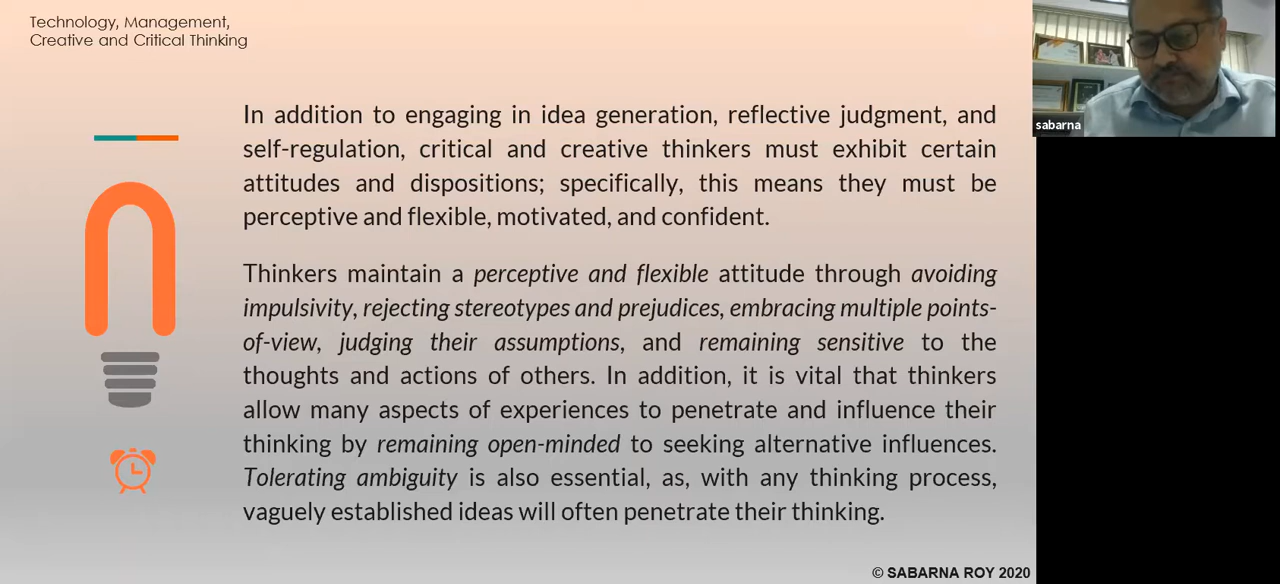 Technology, Management,
Creative and Critical Thinking
In addition to engaging in idea generation, reflective judgment, and
self-regulation, critical and creative thinkers must exhibit certain
attitudes and dispositions; specifically, this means they must be
perceptive and flexible, motivated, and confident.
Thinkers maintain a perceptive and flexible attitude through avoiding
impulsivity, rejecting stereotypes and prejudices, embracing multiple points-
of-view, judging their assumptions, and remaining sensitive to the
thoughts and actions of others. In addition, it is vital that thinkers
allow many aspects of experiences to penetrate and influence their
thinking by remaining open-minded to seeking alternative influences.
Tolerating ambiguity is also essential, as, with any thinking process,
vaguely established ideas will often penetrate their thinking.
© SABARNA ROY 2020
sabarna